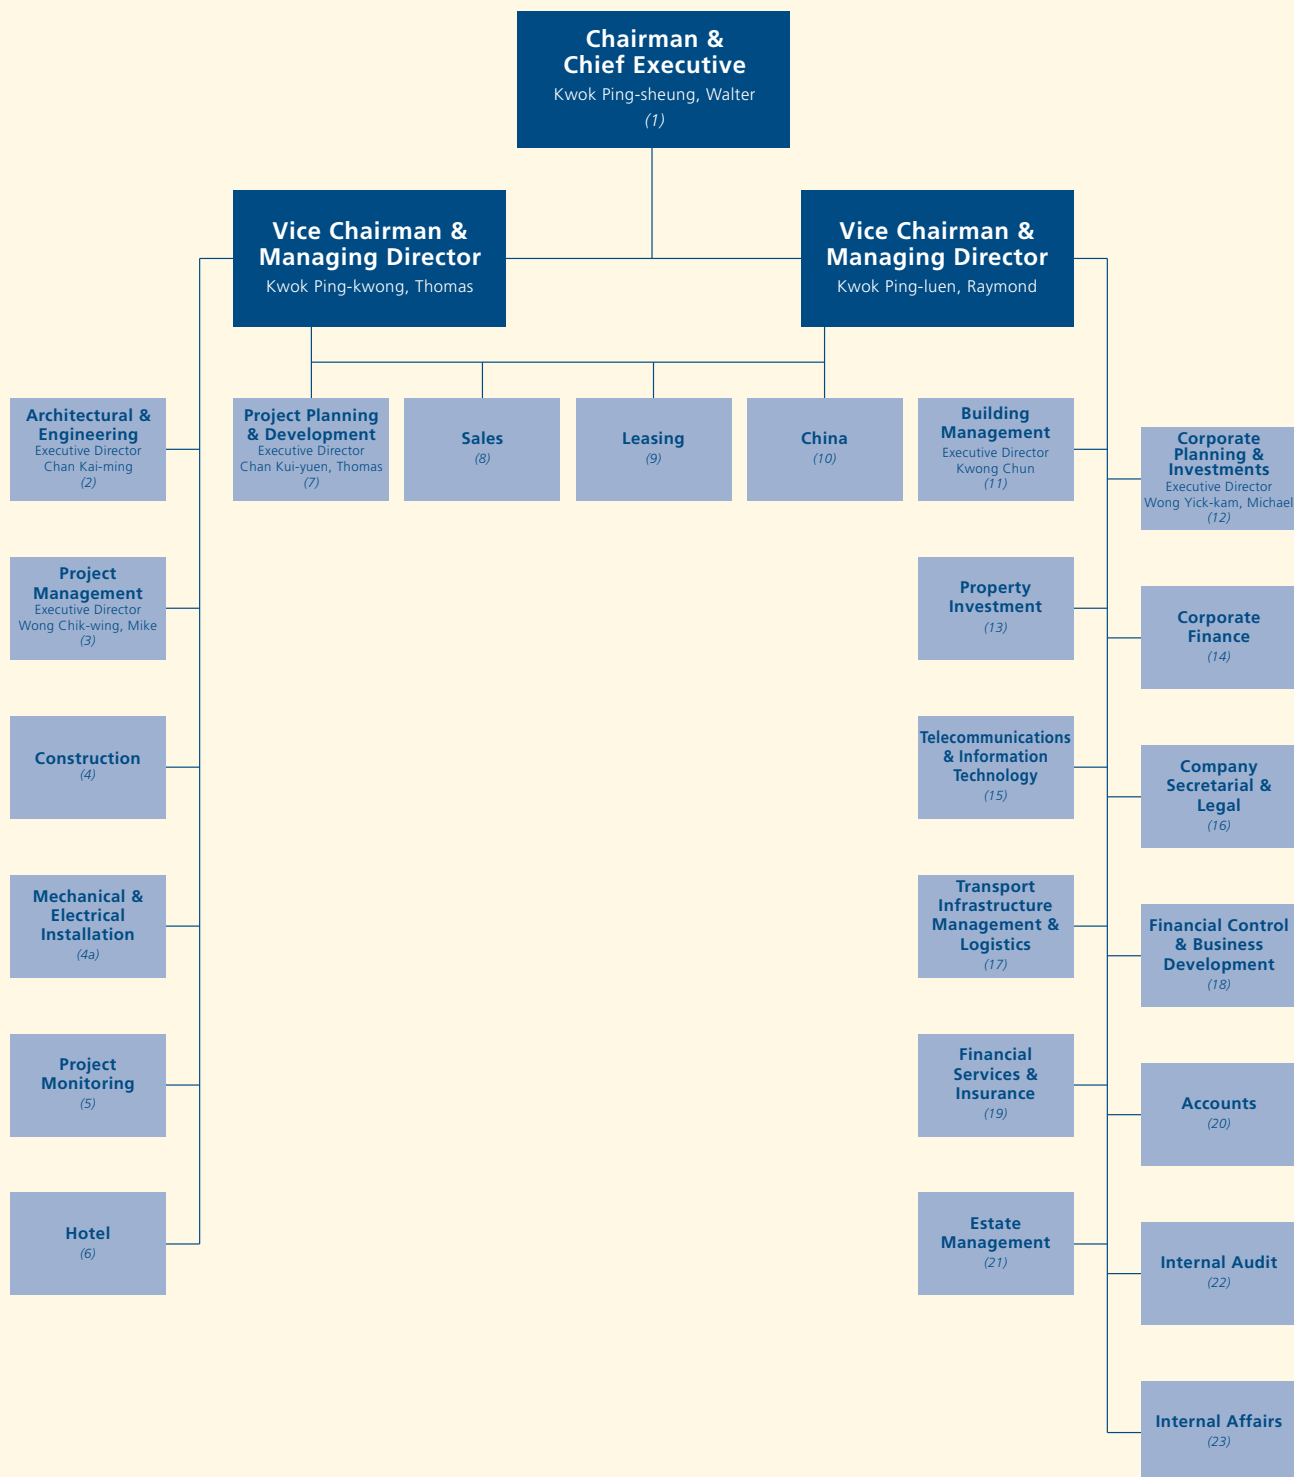 Chairman &
Chief Executive
Kwok Ping-sheung, Walter
(1)
Vice Chairman &
Managing Director
Kwok Ping-kwong, Thomas
Vice Chairman &
Managing Director
Kwok Ping-luen, Raymond
Architectural &
Engineering
Executive Director
Chan Kai-ming
(2)
Project Planning
& Development
Executive Director
Chan Kui-yuen, Thomas
(7)
Sales
(8)
Leasing
(9)
China
(10)
Building
Management
Executive Director
Kwong Chun
(11)
Corporate
Planning &
Investments
Executive Director
Wong Yick-kam, Michael
(12)
Project
Management
Executive Director
Wong Chik-wing, Mike
(3)
Property
Investment
(13)
Corporate
Finance
(14)
Construction
(4)
Telecommunications
& Information
Technology
(15)
Company
Secretarial &
Legal
(16)
Mechanical &
Electrical
Installation
(4a)
Transport
Infrastructure
Management &
Logistics
(17)
Financial Control
& Business
Development
(18)
Project
Monitoring
(5)
Financial
Services &
Insurance
(19)
Accounts
(20)
Hotel
(6)
Estate
Management
(21)
Internal Audit
(22)
Internal Affairs
(23)